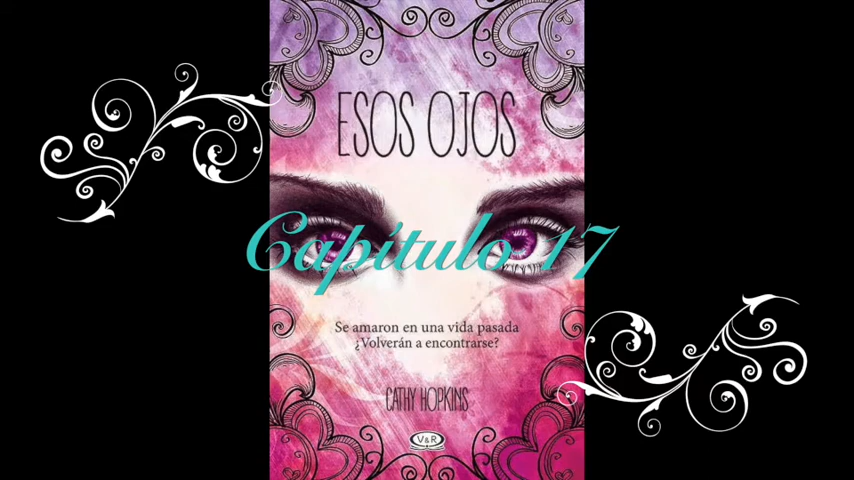 ESOS OJOS
Capítulo 17
Se amaron en una vida pasada
¿Volverán a encontrarse?
CATHY HOPKINS
V&R